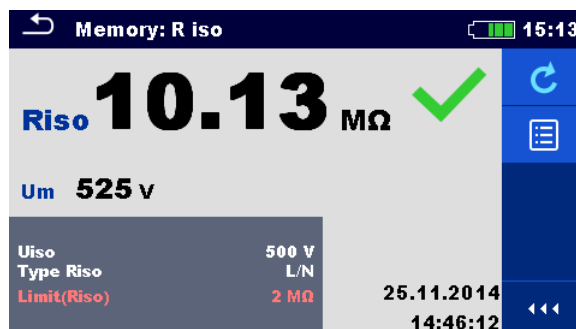 Memory: R iso 15:13
Riso 10.13 MΩ
Um 525 V
Uiso 500 V
Type Riso L/N
Limit(Riso) 2 MΩ
25.11.2014
14:46:12